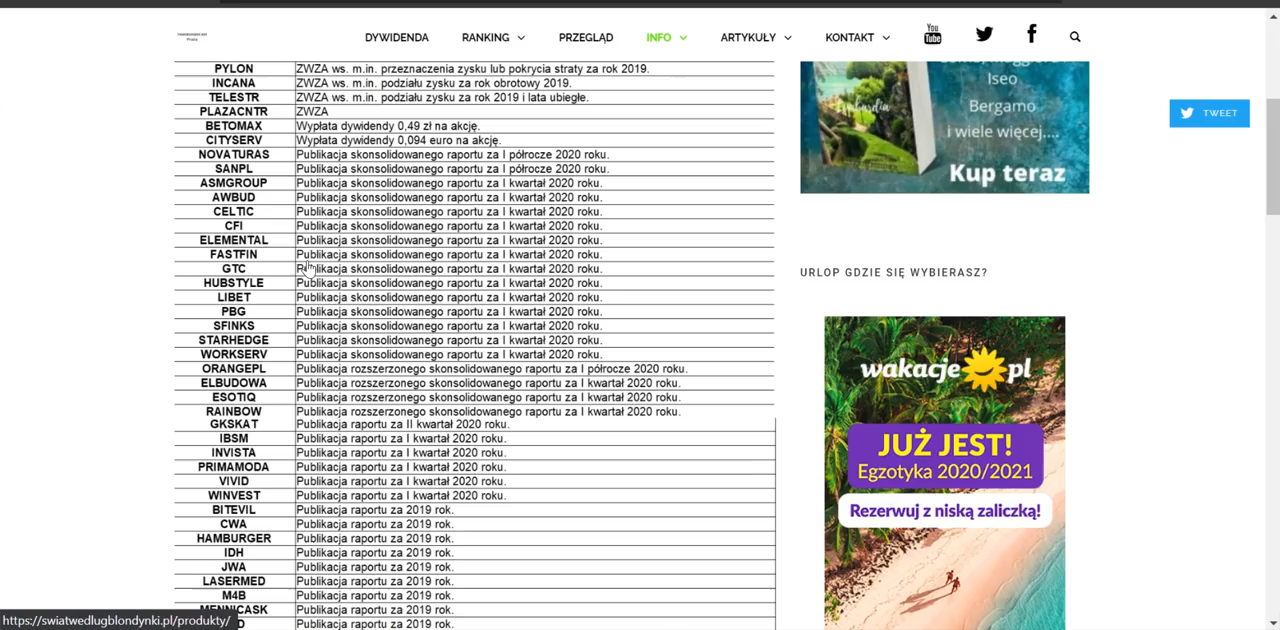 DYWIDENDA RANKING PRZEGLĄD INFO ARTYKUŁY KONTAKT You Tube
PYLON ZWZA ws. m.in. przeznaczenia zysku lub pokrycia straty za rok 2019.
INCANA ZWZA ws. m.in. podziału zysku za rok obrotowy 2019.
TELESTR ZWZA ws. m.in. podziału zysku za rok 2019 i lata ubiegłe.
PLAZACNTR ZWZA
BETOMAX Wypłata dywidendy 0,49 zł na akcję.
CITYSERV Wypłata dywidendy 0,094 euro na akcję.
NOVATURAS Publikacja skonsolidowanego raportu za I półrocze 2020 roku.
SANPL Publikacja skonsolidowanego raportu za I półrocze 2020 roku.
ASMGROUP Publikacja skonsolidowanego raportu za I kwartał 2020 roku.
AWBUD Publikacja skonsolidowanego raportu za I kwartał 2020 roku.
CELTIC Publikacja skonsolidowanego raportu za I kwartał 2020 roku.
CFI Publikacja skonsolidowanego raportu za I kwartał 2020 roku.
ELEMENTAL Publikacja skonsolidowanego raportu za I kwartał 2020 roku.
FASTFIN Publikacja skonsolidowanego raportu za I kwartał 2020 roku.
GTC Publikacja skonsolidowanego raportu za I kwartał 2020 roku.
HUBSTYLE Publikacja skonsolidowanego raportu za I kwartał 2020 roku.
LIBET Publikacja skonsolidowanego raportu za I kwartał 2020 roku.
PBG Publikacja skonsolidowanego raportu za I kwartał 2020 roku.
SFINKS Publikacja skonsolidowanego raportu za I kwartał 2020 roku.
STARHEDGE Publikacja skonsolidowanego raportu za I kwartał 2020 roku.
WORKSERV Publikacja skonsolidowanego raportu za I kwartał 2020 roku.
ORANGEPL Publikacja rozszerzonego skonsolidowanego raportu za I półrocze 2020 roku.
ELBUDOWA Publikacja rozszerzonego skonsolidowanego raportu za I kwartał 2020 roku.
ESOTIQ Publikacja rozszerzonego skonsolidowanego raportu za I kwartał 2020 roku.
RAINBOW Publikacja rozszerzonego skonsolidowanego raportu za I kwartał 2020 roku.
GKSKAT Publikacja raportu za II kwartał 2020 roku.
IBSM Publikacja raportu za I kwartał 2020 roku.
INVISTA Publikacja raportu za I kwartał 2020 roku.
PRIMAMODA Publikacja raportu za I kwartał 2020 roku.
VIVID Publikacja raportu za I kwartał 2020 roku.
WINVEST Publikacja raportu za I kwartał 2020 roku.
BITEVIL Publikacja raportu za 2019 rok.
CWA Publikacja raportu za 2019 rok.
HAMBURGER Publikacja raportu za 2019 rok.
IDH Publikacja raportu za 2019 rok.
JWA Publikacja raportu za 2019 rok.
LASERMED Publikacja raportu za 2019 rok.
M4B Publikacja raportu za 2019 rok.
MENNICASK Publikacja raportu za 2019 rok.
Publikacja raportu za 2019 rok.
https://swiatwedlugblondynki.pl/produkty/
Lombardia
Iseo
Bergamo
i wiele więcej....
Kup teraz
TWEET
URLOP GDZIE SIĘ WYBIERASZ?
wakacje pl
JUŻ JEST!
Egzotyka 2020/2021
Rezerwuj z niską zaliczką!